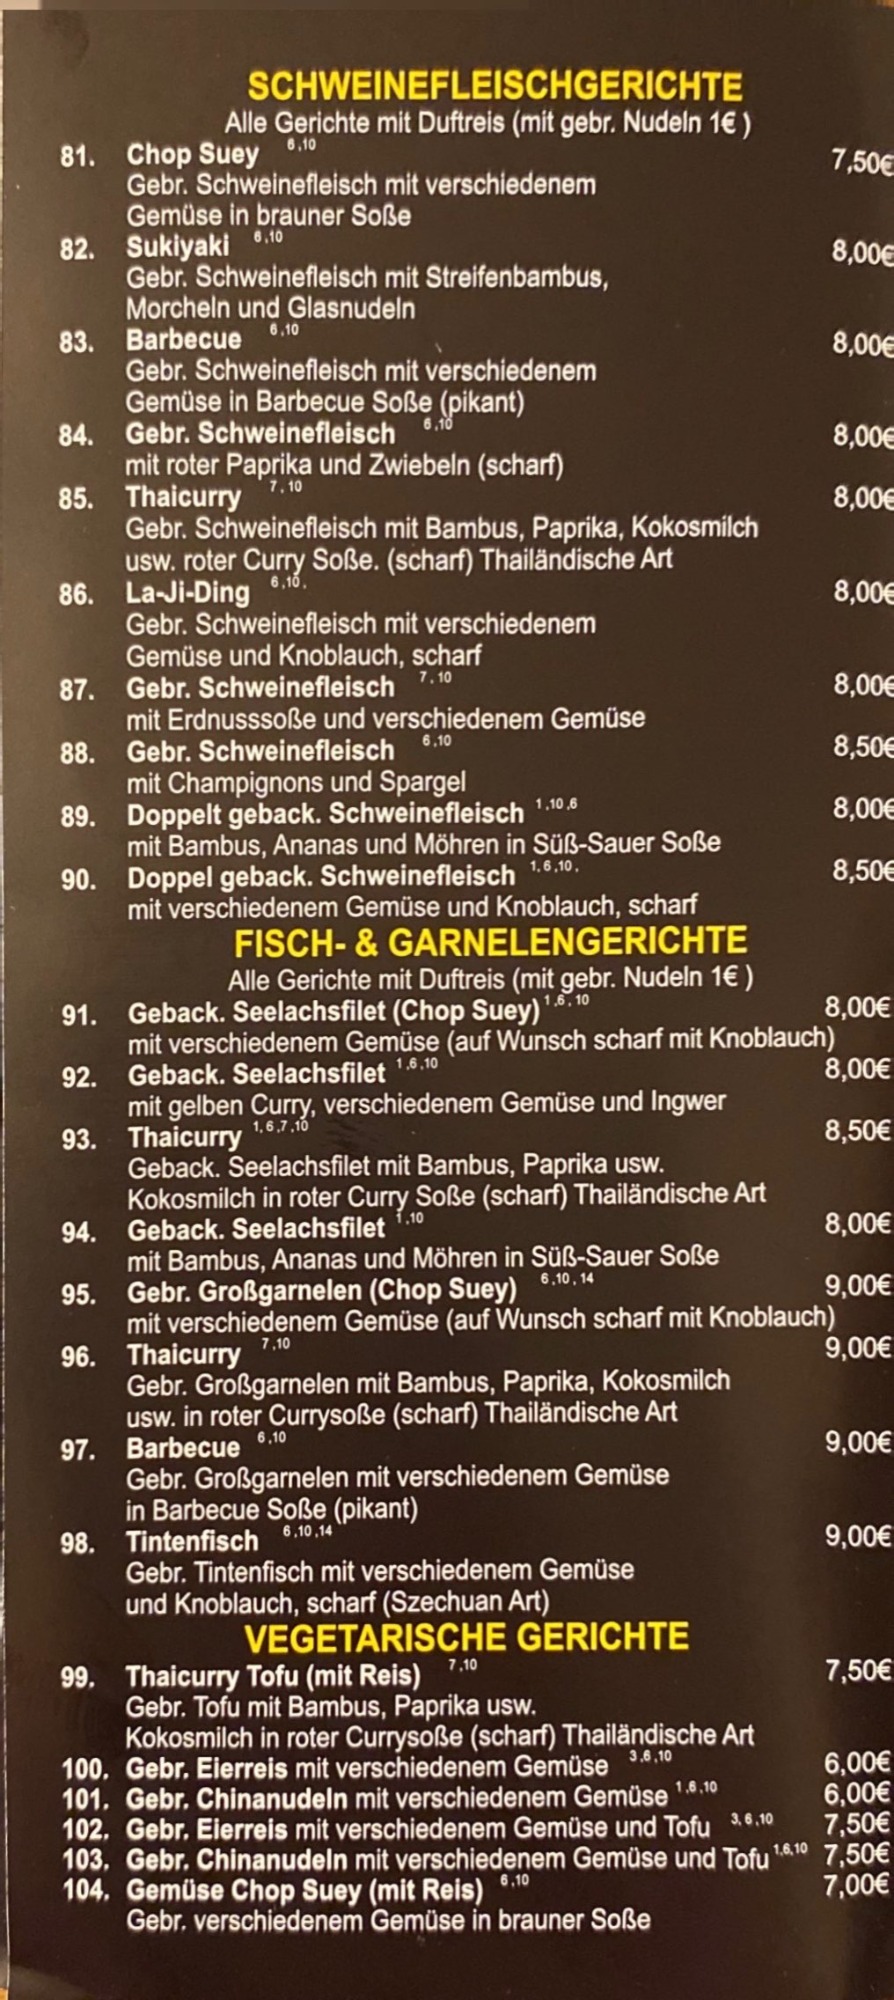 SCHWEINEFLEISCHGERICHTE
Alle Gerichte mit Duftreis (mit gebr. Nudeln 1€ )
81. Chop Suey 6,10 7,50€
Gebr. Schweinefleisch mit verschiedenem
Gemüse in brauner Soße
82. Sukiyaki 6,10 8,00€
Gebr. Schweinefleisch mit Streifenbambus,
Morcheln und Glasnudeln
83. Barbecue 6,10 8,00€
Gebr. Schweinefleisch mit verschiedenem
Gemüse in Barbecue Soße (pikant)
84. Gebr. Schweinefleisch 6,10 8,00€
mit roter Paprika und Zwiebeln (scharf)
85. Thaicurry 7,10 8,00€
Gebr. Schweinefleisch mit Bambus, Paprika, Kokosmilch
usw. roter Curry Soße. (scharf) Thailändische Art
86. La-Ji-Ding 6,10. 8,00€
Gebr. Schweinefleisch mit verschiedenem
Gemüse und Knoblauch, scharf
87. Gebr. Schweinefleisch 7,10 8,00€
mit Erdnusssoße und verschiedenem Gemüse
88. Gebr. Schweinefleisch 6,10 8,50€
mit Champignons und Spargel
89. Doppelt geback. Schweinefleisch 1,10,6 8,00€
mit Bambus, Ananas und Möhren in Süß-Sauer Soße
90. Doppel geback. Schweinefleisch 1,6,10. 8,50€
mit verschiedenem Gemüse und Knoblauch, scharf
FISCH- & GARNELENGERICHTE
Alle Gerichte mit Duftreis (mit gebr. Nudeln 1€ )
91. Geback. Seelachsfilet (Chop Suey) 1,6,10 8,00€
mit verschiedenem Gemüse (auf Wunsch scharf mit Knoblauch)
92. Geback. Seelachsfilet 1,6,10 8,00€
mit gelben Curry, verschiedenem Gemüse und Ingwer
93. Thaicurry 1,6,7,10 8,50€
Geback. Seelachsfilet mit Bambus, Paprika usw.
Kokosmilch in roter Curry Soße (scharf) Thailändische Art
94. Geback. Seelachsfilet 1,10 8,00€
mit Bambus, Ananas und Möhren in Süß-Sauer Soße
95. Gebr. Großgarnelen (Chop Suey) 6,10,14 9,00€
mit verschiedenem Gemüse (auf Wunsch scharf mit Knoblauch)
96. Thaicurry 7,10 9,00€
Gebr. Großgarnelen mit Bambus, Paprika, Kokosmilch
usw. in roter Currysoße (scharf) Thailändische Art
97. Barbecue 6,10 9,00€
Gebr. Großgarnelen mit verschiedenem Gemüse
in Barbecue Soße (pikant)
98. Tintenfisch 6,10,14 9,00€
Gebr. Tintenfisch mit verschiedenem Gemüse
und Knoblauch, scharf (Szechuan Art)
VEGETARISCHE GERICHTE
99. Thaicurry Tofu (mit Reis) 7,10 7,50€
Gebr. Tofu mit Bambus, Paprika usw.
Kokosmilch in roter Currysoße (scharf) Thailändische Art
100. Gebr. Eierreis mit verschiedenem Gemüse 3,6,10 6,00€
101. Gebr. Chinanudeln mit verschiedenem Gemüse 1,6,10 6,00€
102. Gebr. Eierreis mit verschiedenem Gemüse und Tofu 3,6,10 7,50€
103. Gebr. Chinanudeln mit verschiedenem Gemüse und Tofu 1,6,10 7,50€
104. Gemüse Chop Suey (mit Reis) 6,10 7,00€
Gebr. verschiedenem Gemüse in brauner Soße